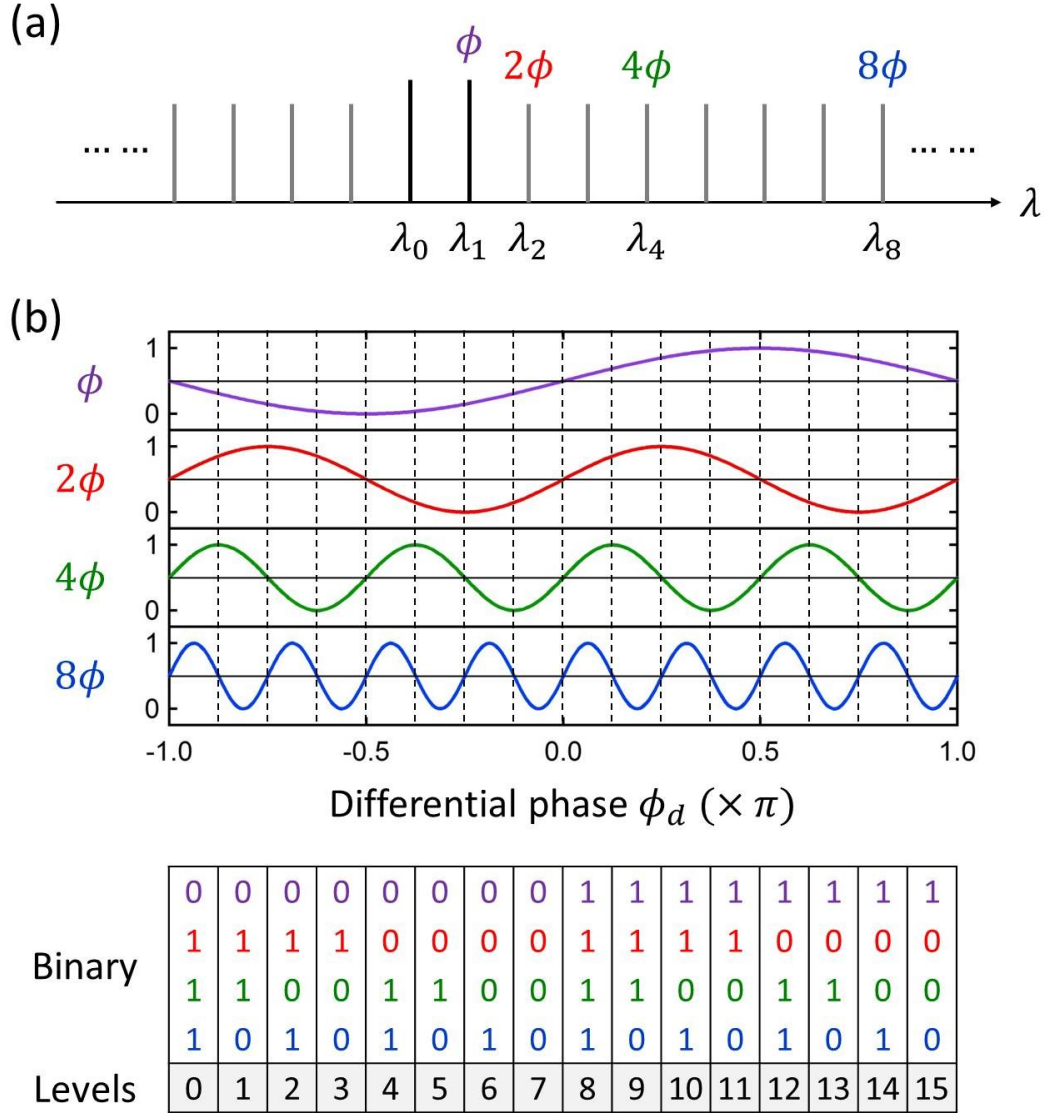 (a)
ϕ
2ϕ 4ϕ 8ϕ
... ... ... ...
λ
λ₀ λ₁ λ₂ λ₄ λ₈
(b)
1
ϕ
0
1
2ϕ
0
1
4ϕ
0
1
8ϕ
0
-1.0 -0.5 0.0 0.5 1.0
Differential phase ϕ_d (× π)
0 0 0 0 0 0 0 0 1 1 1 1 1 1 1 1
1 1 1 1 0 0 0 0 1 1 1 1 0 0 0 0
Binary
1 1 0 0 1 1 0 0 1 1 0 0 1 1 0 0
1 0 1 0 1 0 1 0 1 0 1 0 1 0 1 0
Levels 0 1 2 3 4 5 6 7 8 9 10 11 12 13 14 15